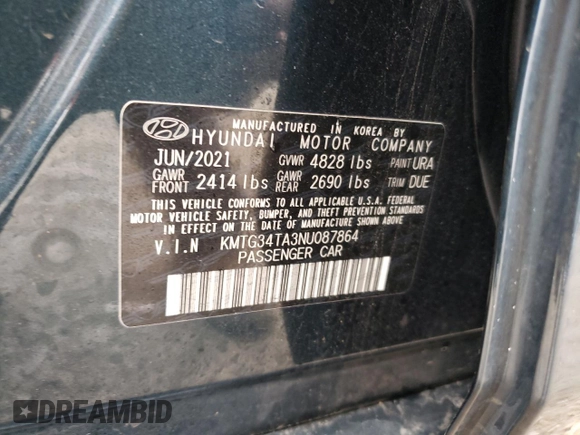 MANUFACTURED IN KOREA BY
HYUNDAI MOTOR COMPANY
JUN/2021 GVWR 4828 lbs PAINT URA
GAWR FRONT 2414 lbs GAWR REAR 2690 lbs TRIM DUE
THIS VEHICLE CONFORMS TO ALL APPLICABLE U.S.A. FEDERAL
MOTOR VEHICLE SAFETY, BUMPER, AND THEFT PREVENTION STANDARDS
IN EFFECT ON THE DATE OF MANUFACTURE SHOWN ABOVE
V.I.N KMTG34TA3NU087864
PASSENGER CAR
DREAMBID